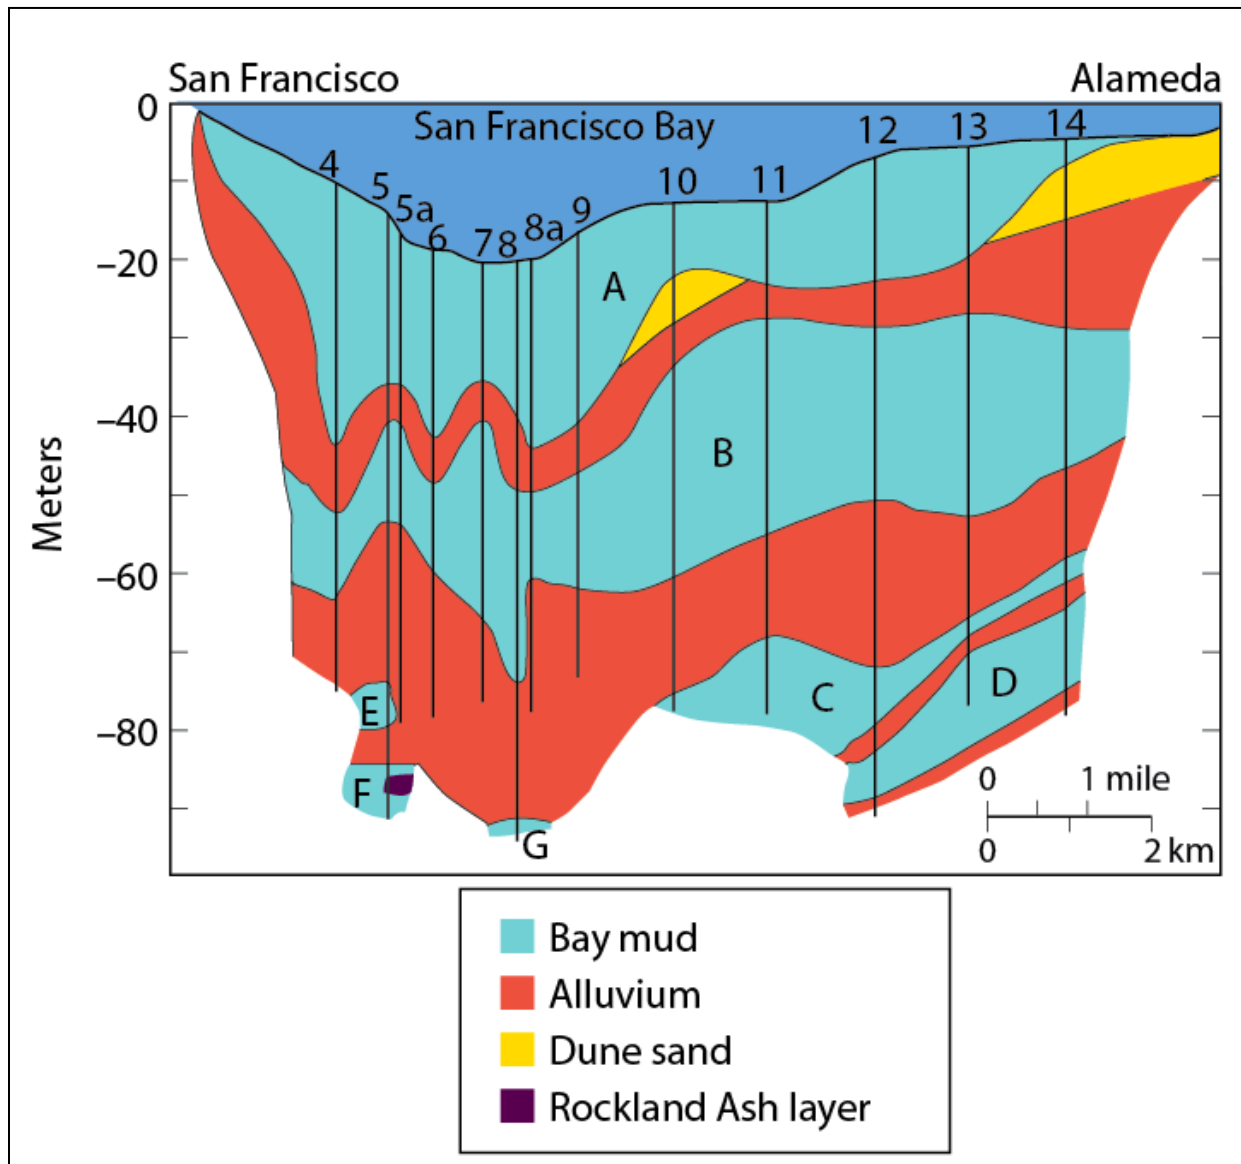 San Francisco
Alameda
0
San Francisco Bay
4
5
5a
6
7
8
8a
9
10
11
12
13
14
–20
A
–40
B
Meters
–60
C
D
E
–80
F
G
0
1 mile
0
2 km
Bay mud
Alluvium
Dune sand
Rockland Ash layer